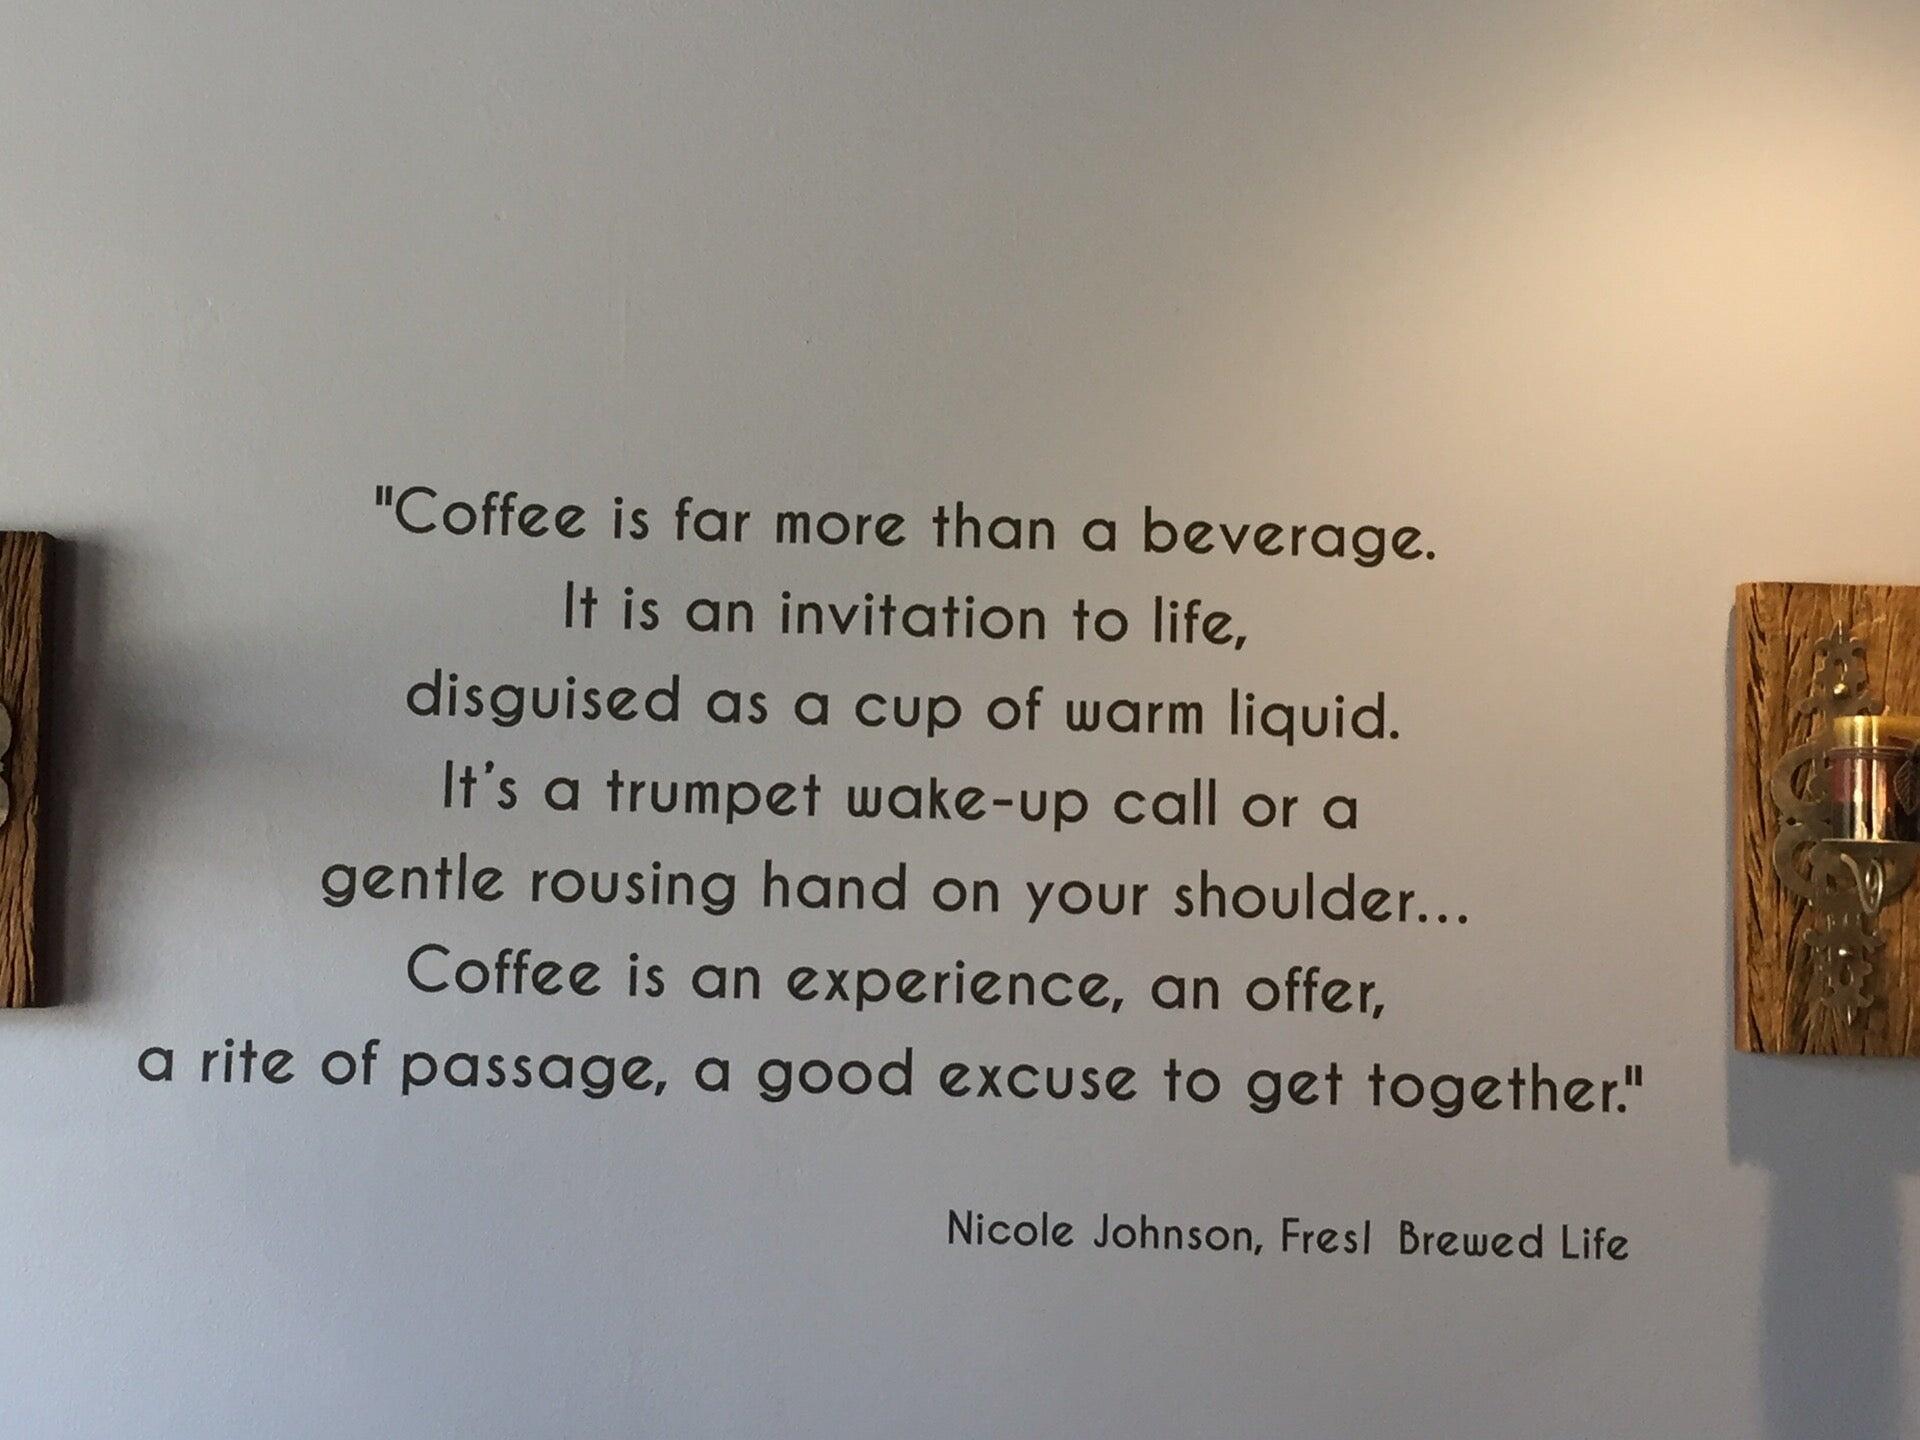 "Coffee is far more than a beverage.
It is an invitation to life,
disguised as a cup of warm liquid.
It's a trumpet wake-up call or a
gentle rousing hand on your shoulder...
Coffee is an experience, an offer,
a rite of passage, a good excuse to get together."
Nicole Johnson, Fresl Brewed Life